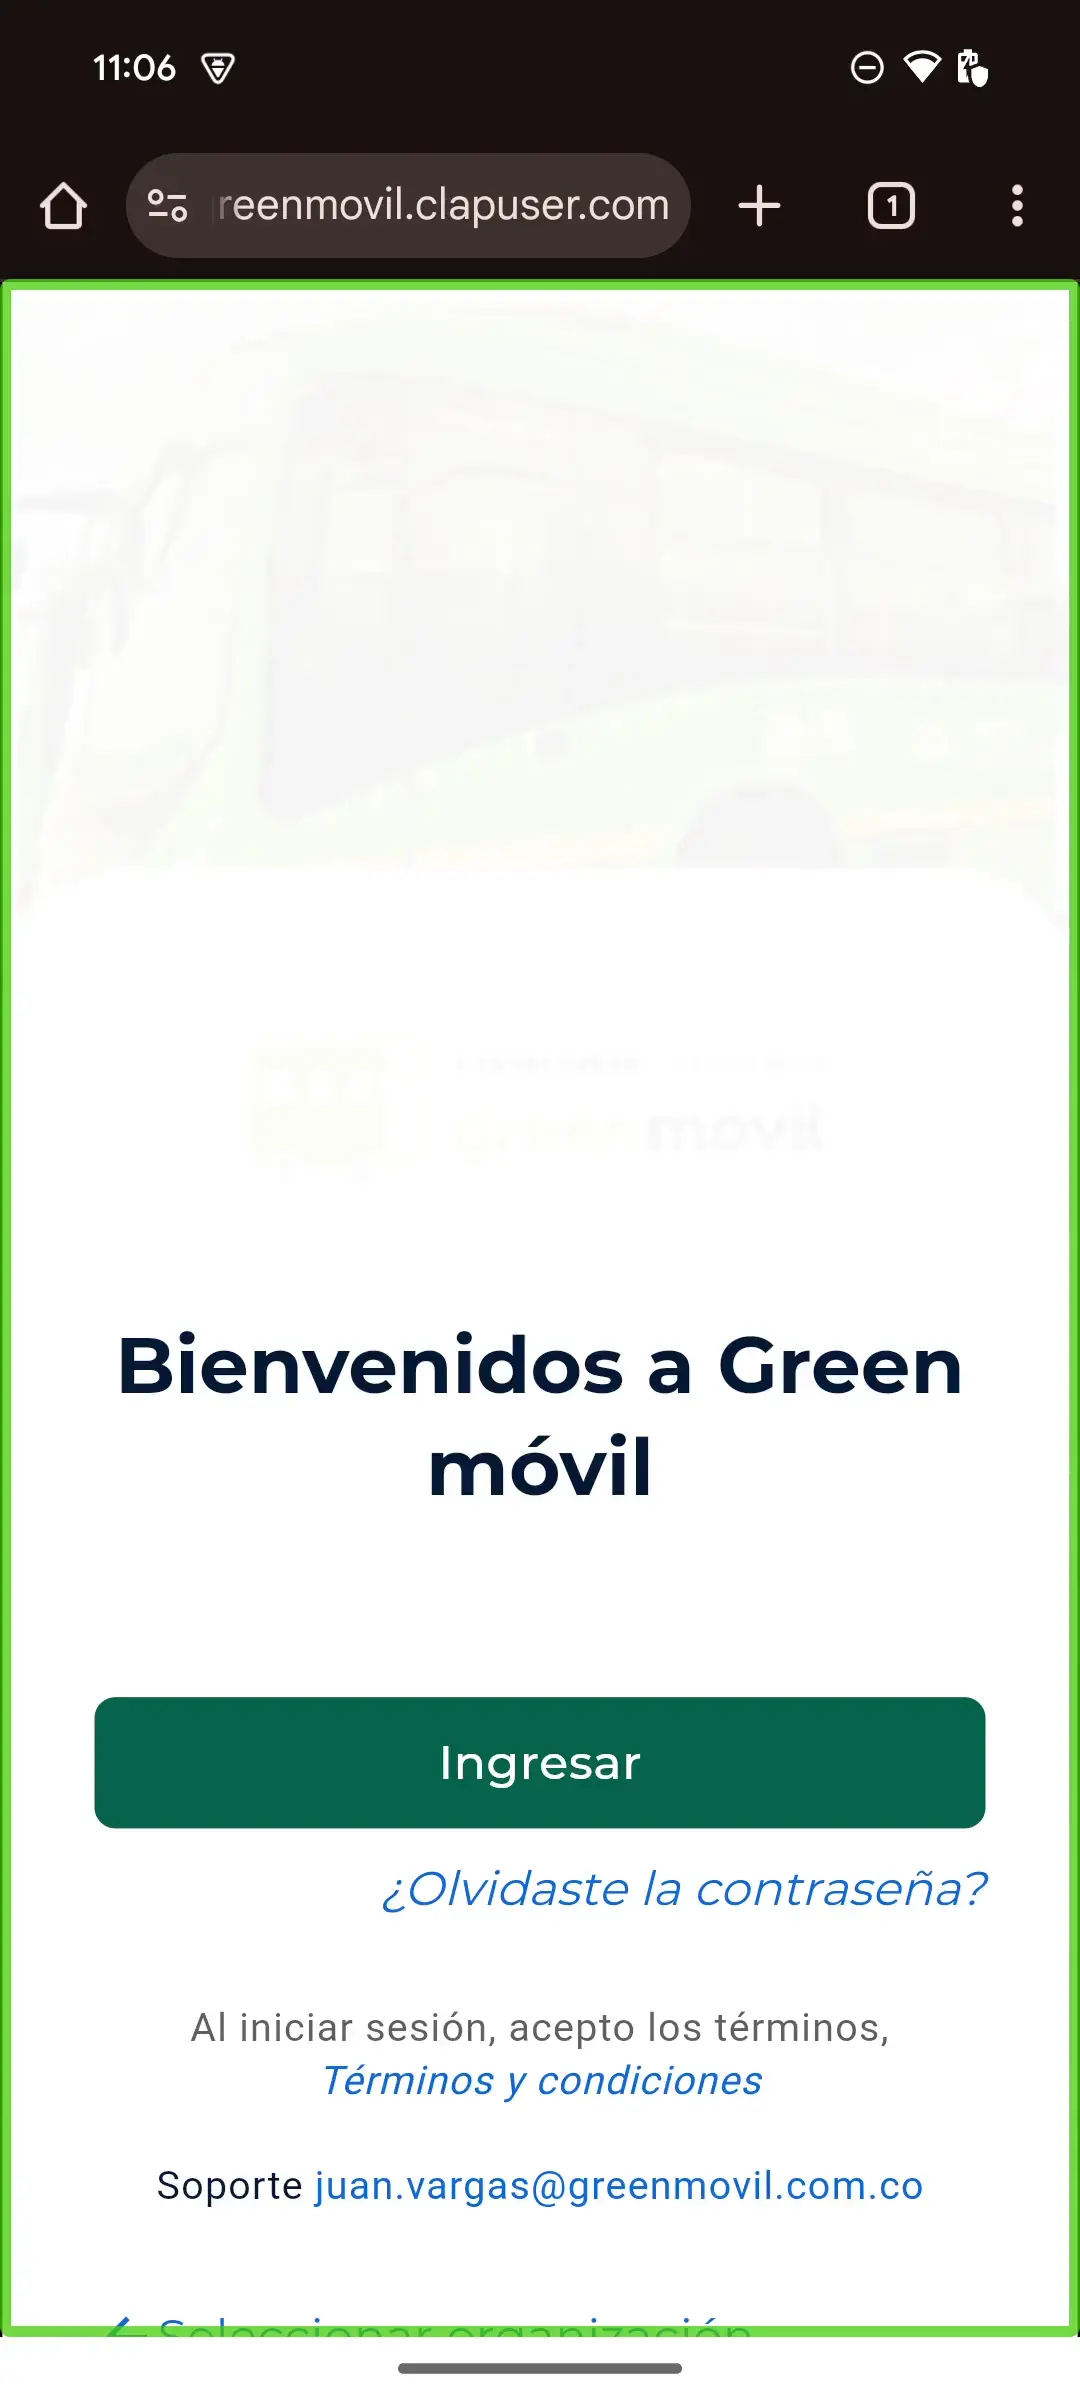 11:06
reenmovil.clapuser.com
1
movil
Bienvenidos a Green
móvil
Ingresar
¿Olvidaste la contraseña?
Al iniciar sesión, acepto los términos,
Términos y condiciones
Soporte juan.vargas@greenmovil.com.co
Seleccionar organización